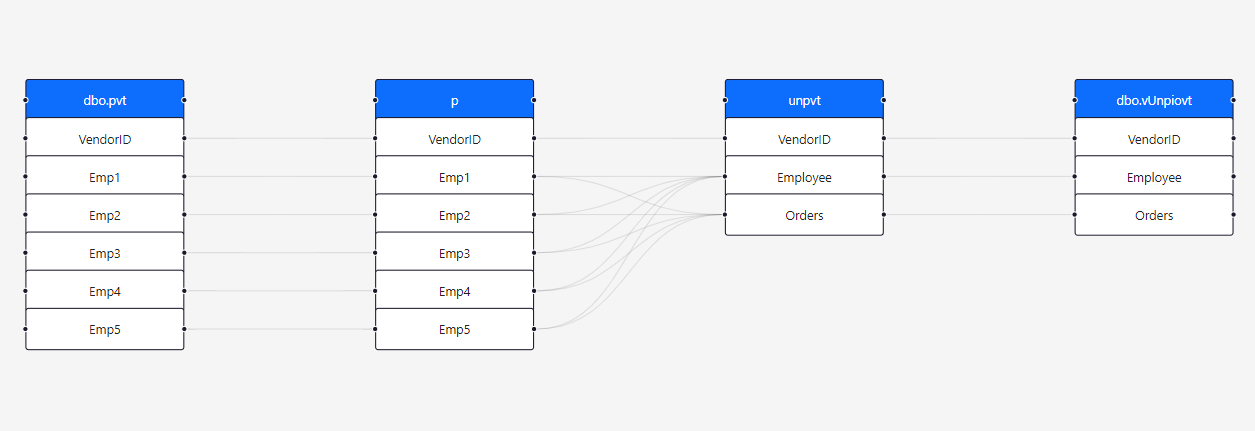 dbo.pvt
VendorID
Emp1
Emp2
Emp3
Emp4
Emp5
p
VendorID
Emp1
Emp2
Emp3
Emp4
Emp5
unpvt
VendorID
Employee
Orders
dbo.vUnpiovt
VendorID
Employee
Orders